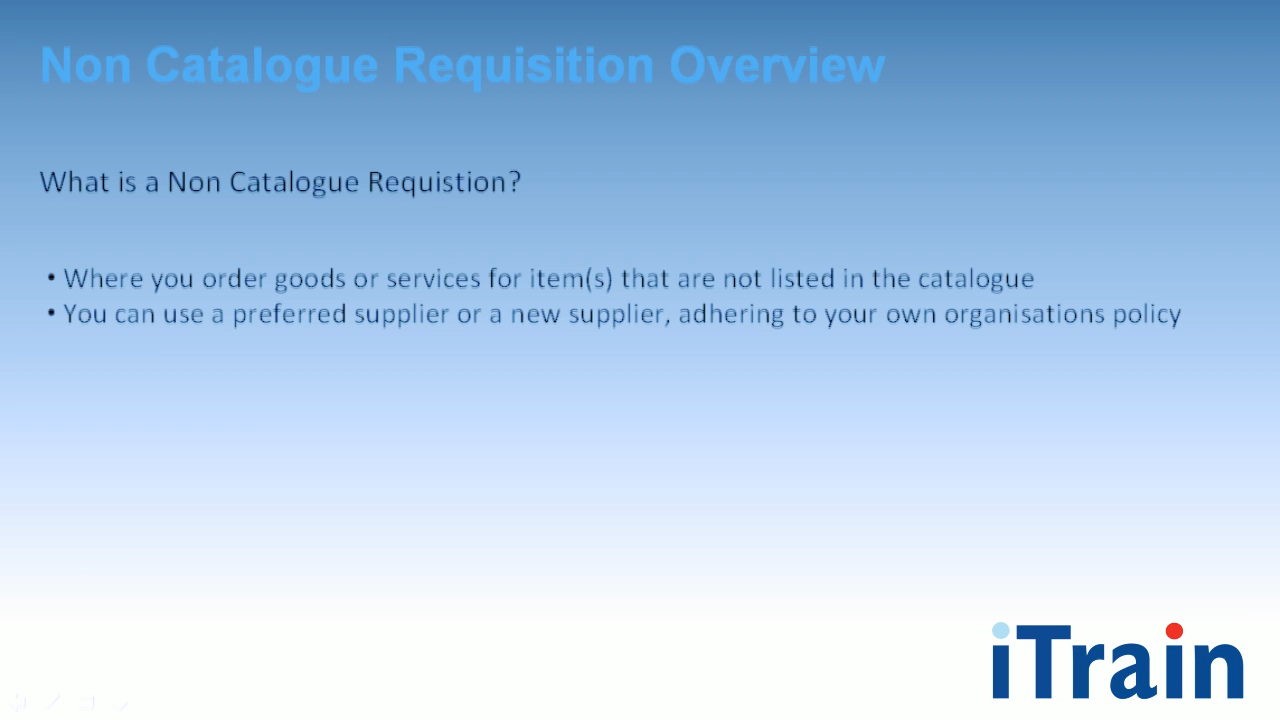 Non Catalogue Requisition Overview
What is a Non Catalogue Requistion?
• Where you order goods or services for item(s) that are not listed in the catalogue
• You can use a preferred supplier or a new supplier, adhering to your own organisations policy
iTrain